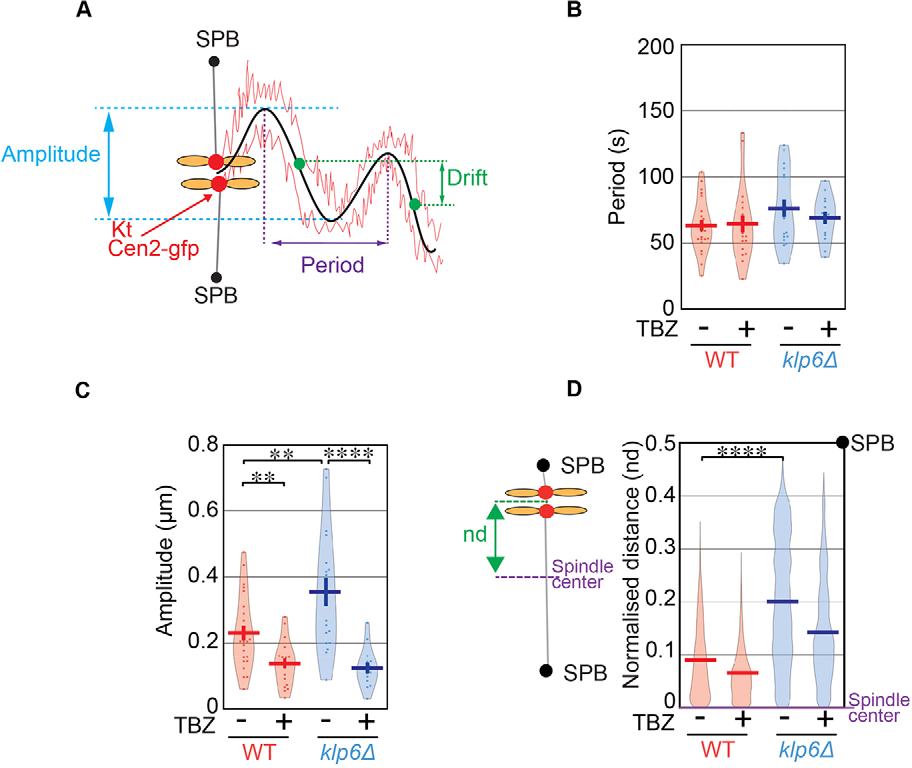 A
SPB
Amplitude
Drift
Kt
Cen2-gfp
Period
SPB
B
Period (s)
200
150
100
50
0
TBZ - + - +
WT klp6Δ
C
Amplitude (μm)
0.8
0.6
0.4
0.2
0
** ****
**
TBZ - + - +
WT klp6Δ
SPB
nd
Spindle
center
SPB
D
Normalised distance (nd)
0.5
0.4
0.3
0.2
0.1
0
****
SPB
Spindle
center
TBZ - + - +
WT klp6Δ